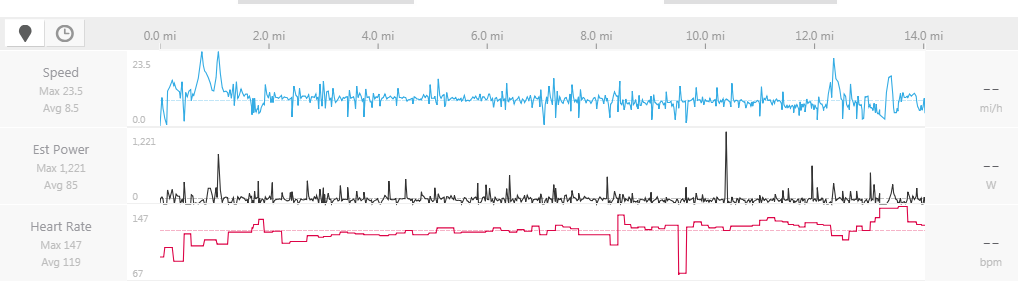 0.0 mi 2.0 mi 4.0 mi 6.0 mi 8.0 mi 10.0 mi 12.0 mi 14.0 mi
Speed
Max 23.5
Avg 8.5
23.5
0.0
--
mi/h
Est Power
Max 1,221
Avg 85
1,221
0
--
W
Heart Rate
Max 147
Avg 119
147
67
--
bpm